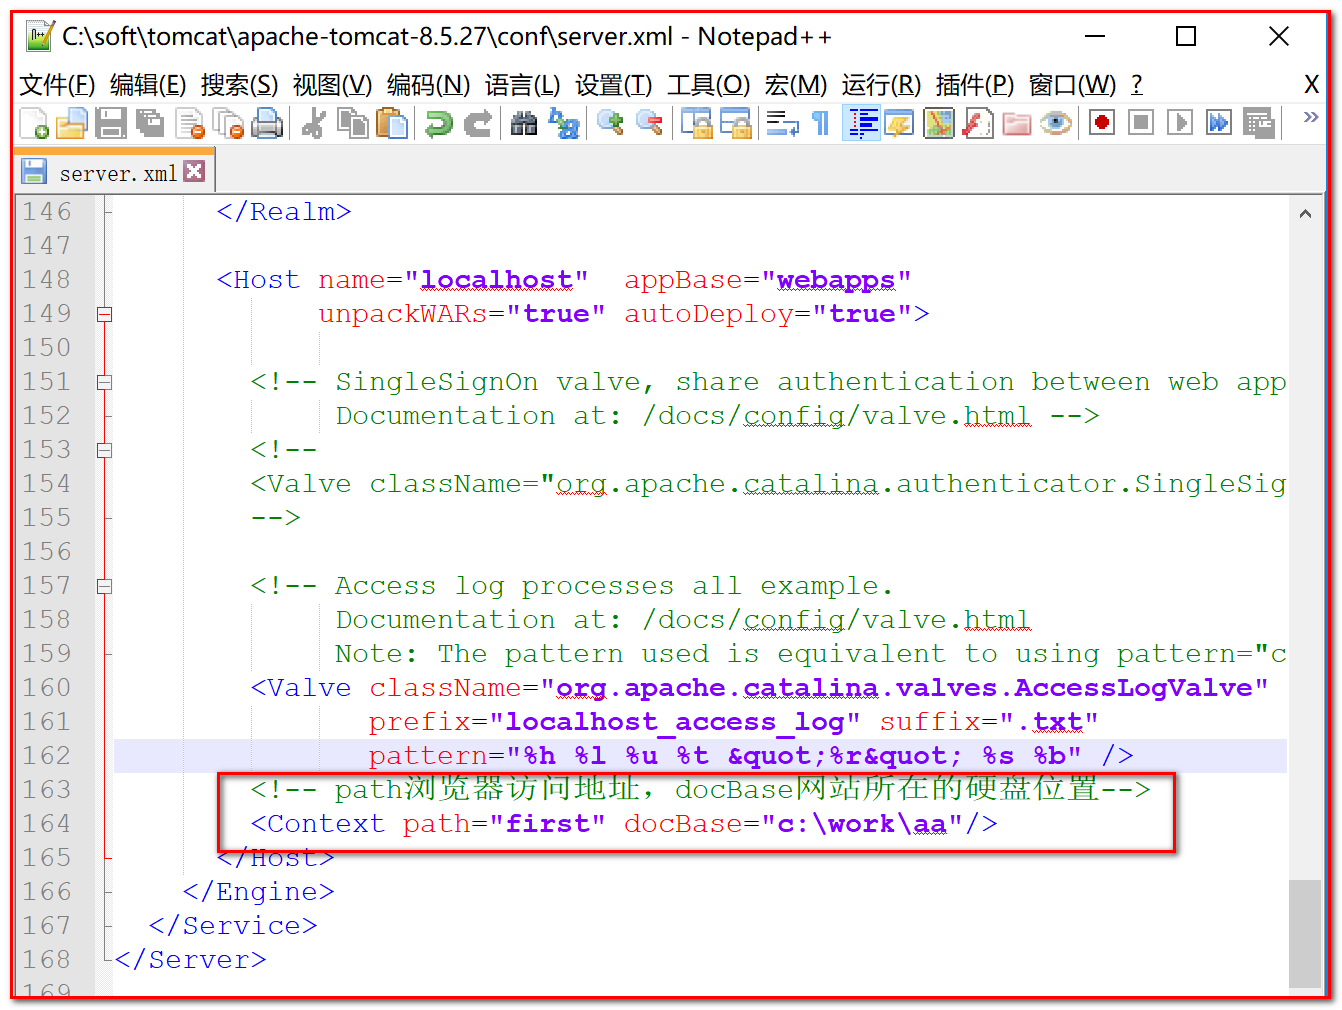 C:\soft\tomcat\apache-tomcat-8.5.27\conf\server.xml - Notepad++
文件(F) 编辑(E) 搜索(S) 视图(V) 编码(N) 语言(L) 设置(T) 工具(O) 宏(M) 运行(R) 插件(P) 窗口(W) ? X
server.xml
146 </Realm>
147
148 <Host name="localhost" appBase="webapps"
149 unpackWARs="true" autoDeploy="true">
150
151 <!-- SingleSignOn valve, share authentication between web app
152 Documentation at: /docs/config/valve.html -->
153 <!--
154 <Valve className="org.apache.catalina.authenticator.SingleSig
155 -->
156
157 <!-- Access log processes all example.
158 Documentation at: /docs/config/valve.html
159 Note: The pattern used is equivalent to using pattern="c
160 <Valve className="org.apache.catalina.valves.AccessLogValve"
161 prefix="localhost_access_log" suffix=".txt"
162 pattern="%h %l %u %t &quot;%r&quot; %s %b" />
163 <!-- path浏览器访问地址，docBase网站所在的硬盘位置-->
164 <Context path="first" docBase="c:\work\aa"/>
165 </Host>
166 </Engine>
167 </Service>
168 </Server>
169